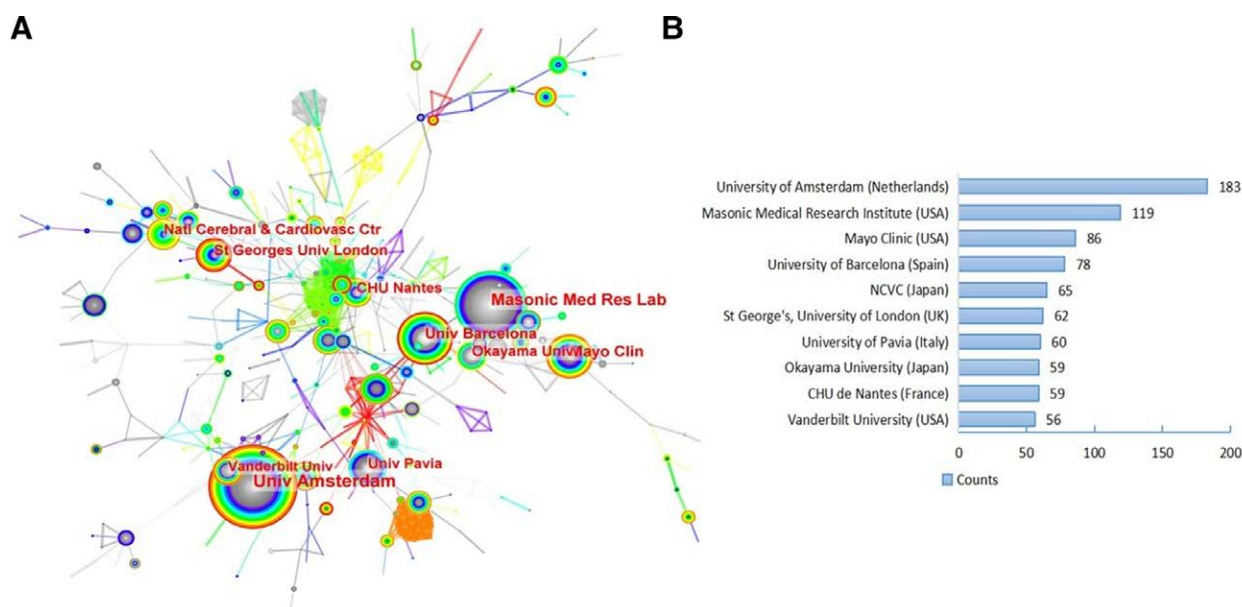 A
Natl Cerebral & Cardiovasc Ctr
St Georges Univ London
CHU Nantes
Masonic Med Res Lab
Univ Barcelona
Okayama Univ
Mayo Clin
Vanderbilt Univ
Univ Pavia
Univ Amsterdam
B
University of Amsterdam (Netherlands) 183
Masonic Medical Research Institute (USA) 119
Mayo Clinic (USA) 86
University of Barcelona (Spain) 78
NCVC (Japan) 65
St George's, University of London (UK) 62
University of Pavia (Italy) 60
Okayama University (Japan) 59
CHU de Nantes (France) 59
Vanderbilt University (USA) 56
0 50 100 150 200
Counts